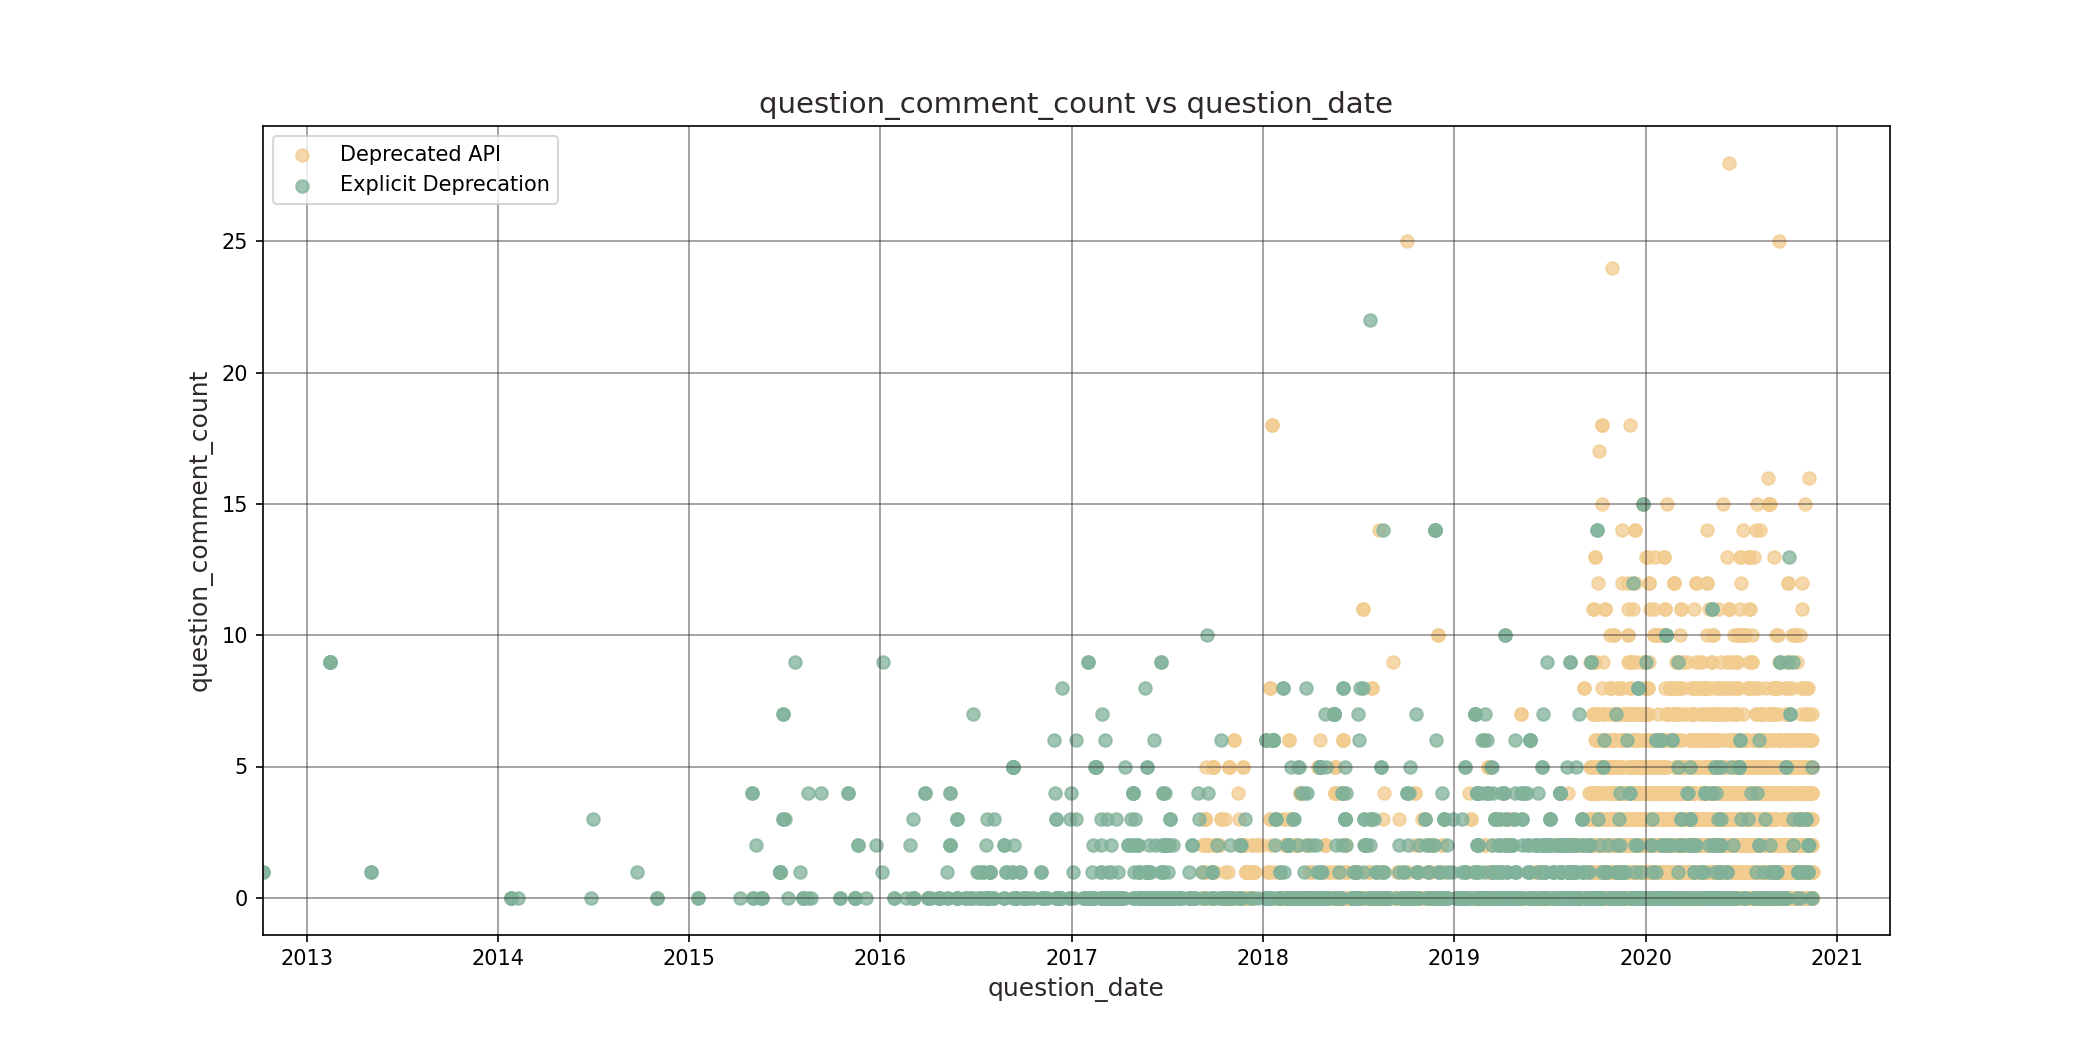 question_comment_count vs question_date
Deprecated API
Explicit Deprecation
question_comment_count
25
20
15
10
5
0
2013 2014 2015 2016 2017 2018 2019 2020 2021
question_date